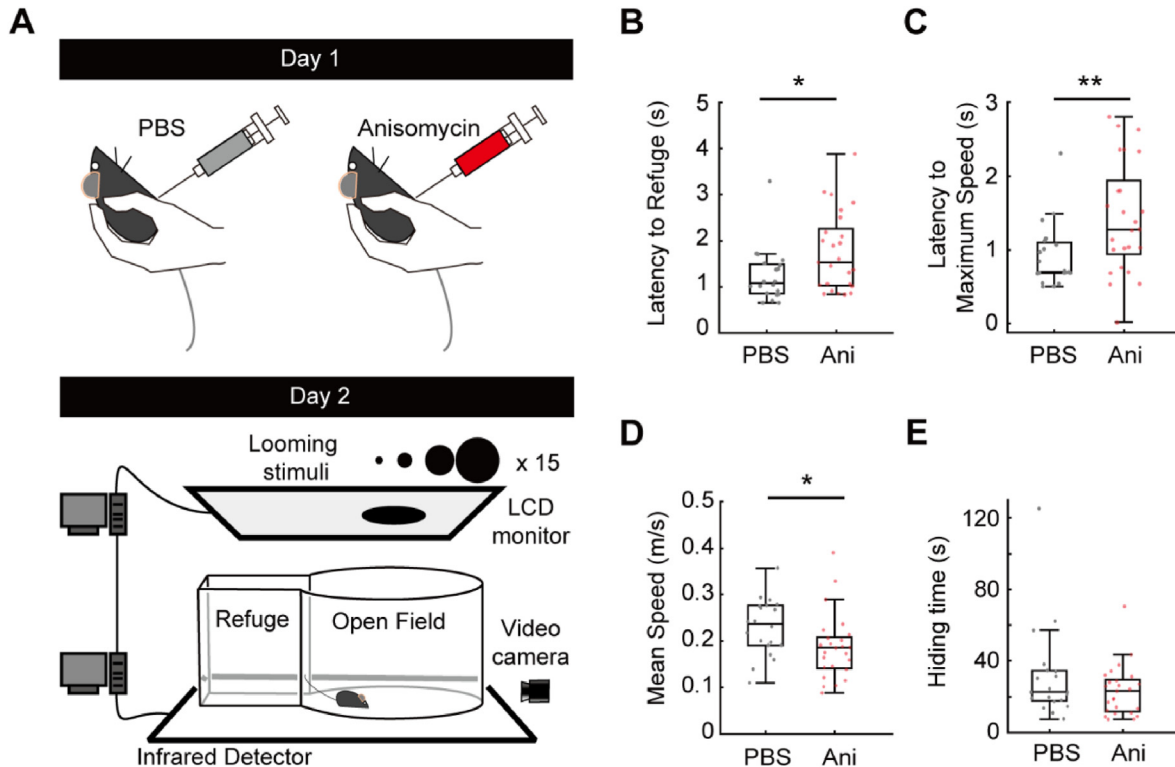 A
Day 1
PBS
Anisomycin
Day 2
Looming
stimuli
x 15
LCD
monitor
Refuge
Open Field
Video
camera
Infrared Detector
B
*
Latency to Refuge (s)
5
4
3
2
1
0
PBS
Ani
C
**
Latency to
Maximum Speed (s)
3
2
1
0
PBS
Ani
D
*
Mean Speed (m/s)
0.5
0.4
0.3
0.2
0.1
0
PBS
Ani
E
Hiding time (s)
120
80
40
0
PBS
Ani